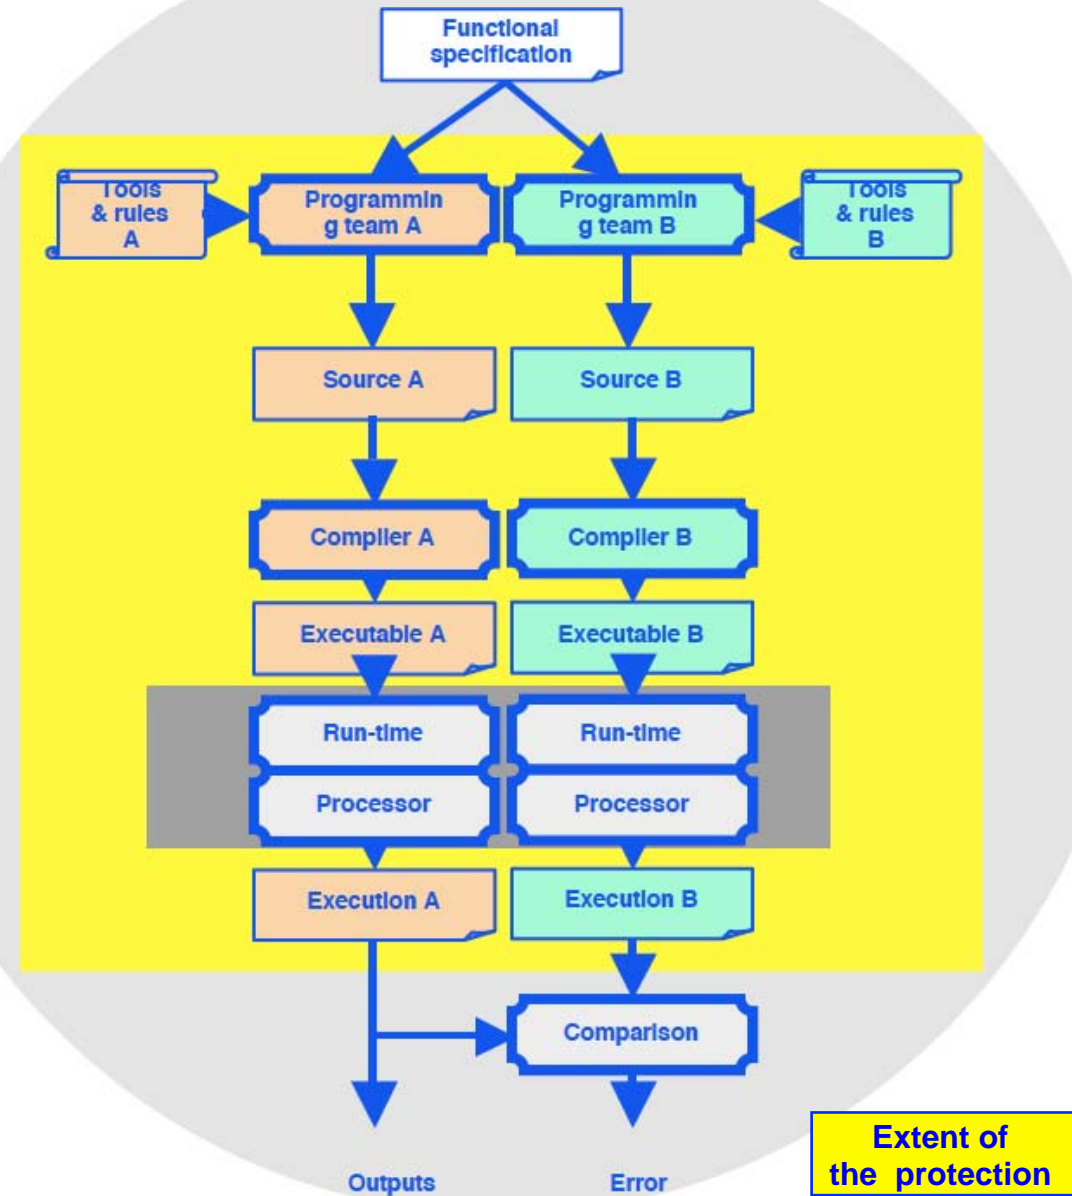 Functional
specification
Tools
& rules
A
Programmin
g team A
Programmin
g team B
Tools
& rules
B
Source A
Source B
Compiler A
Compiler B
Executable A
Executable B
Run-time
Run-time
Processor
Processor
Execution A
Execution B
Comparison
Outputs
Error
Extent of
the protection